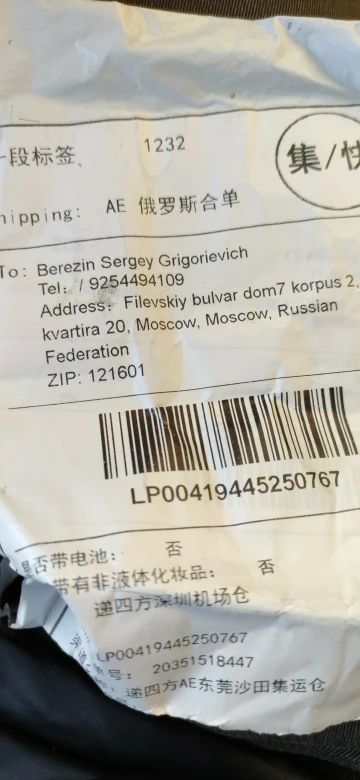 一段标签 1232
集/快
hipping: AE 俄罗斯合单
To: Berezin Sergey Grigorievich
Tel: / 9254494109
Address: Filevskiy bulvar dom7 korpus 2,
kvartira 20, Moscow, Moscow, Russian
Federation
ZIP: 121601
LP00419445250767
是否带电池: 否
带有非液体化妆品: 否
递四方深圳机场仓
LP00419445250767
单号: 20351518447
递四方AE东莞沙田集运仓